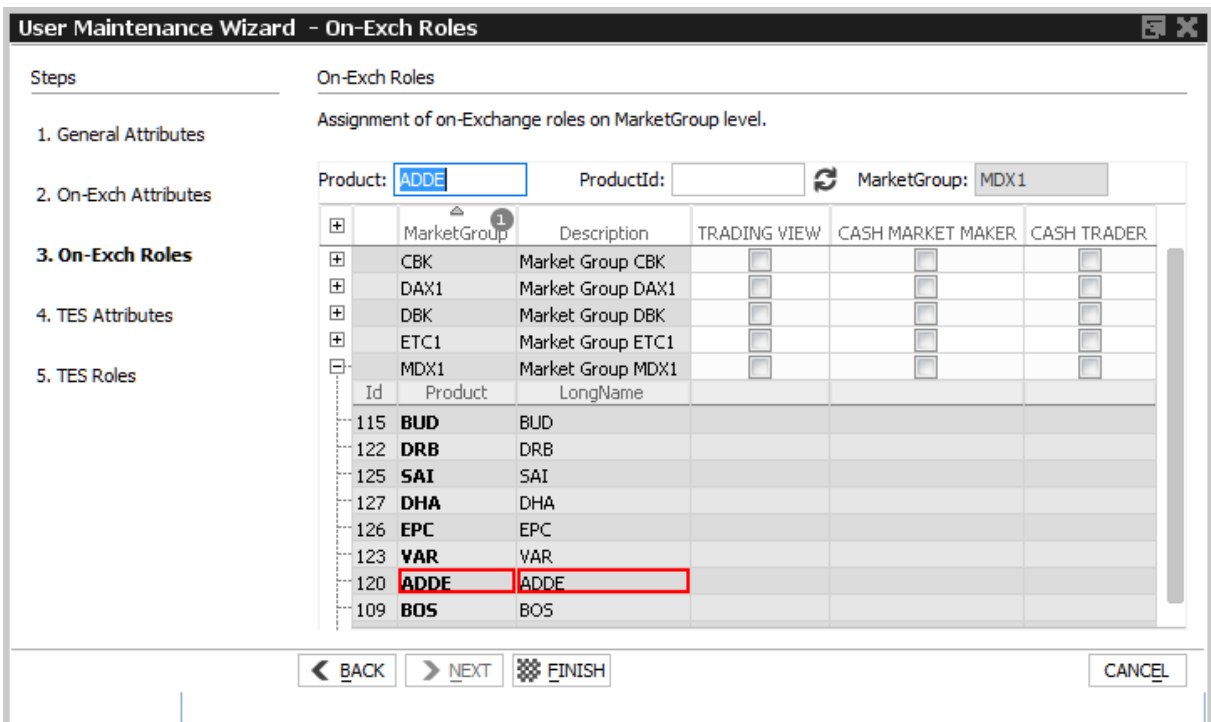 User Maintenance Wizard - On-Exch Roles
Steps
1. General Attributes
2. On-Exch Attributes
3. On-Exch Roles
4. TES Attributes
5. TES Roles
On-Exch Roles
Assignment of on-Exchange roles on MarketGroup level.
Product: ADDE ProductId: MarketGroup: MDX1
MarketGroup 1 Description TRADING VIEW CASH MARKET MAKER CASH TRADER
CBK Market Group CBK
DAX1 Market Group DAX1
DBK Market Group DBK
ETC1 Market Group ETC1
MDX1 Market Group MDX1
Id Product LongName
115 BUD BUD
122 DRB DRB
125 SAI SAI
127 DHA DHA
126 EPC EPC
123 VAR VAR
120 ADDE ADDE
109 BOS BOS
BACK NEXT FINISH CANCEL